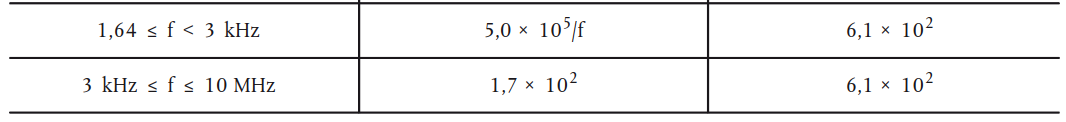 1,64 ≤ f < 3 kHz 5,0 × 10⁵/f 6,1 × 10²
3 kHz ≤ f ≤ 10 MHz 1,7 × 10² 6,1 × 10²